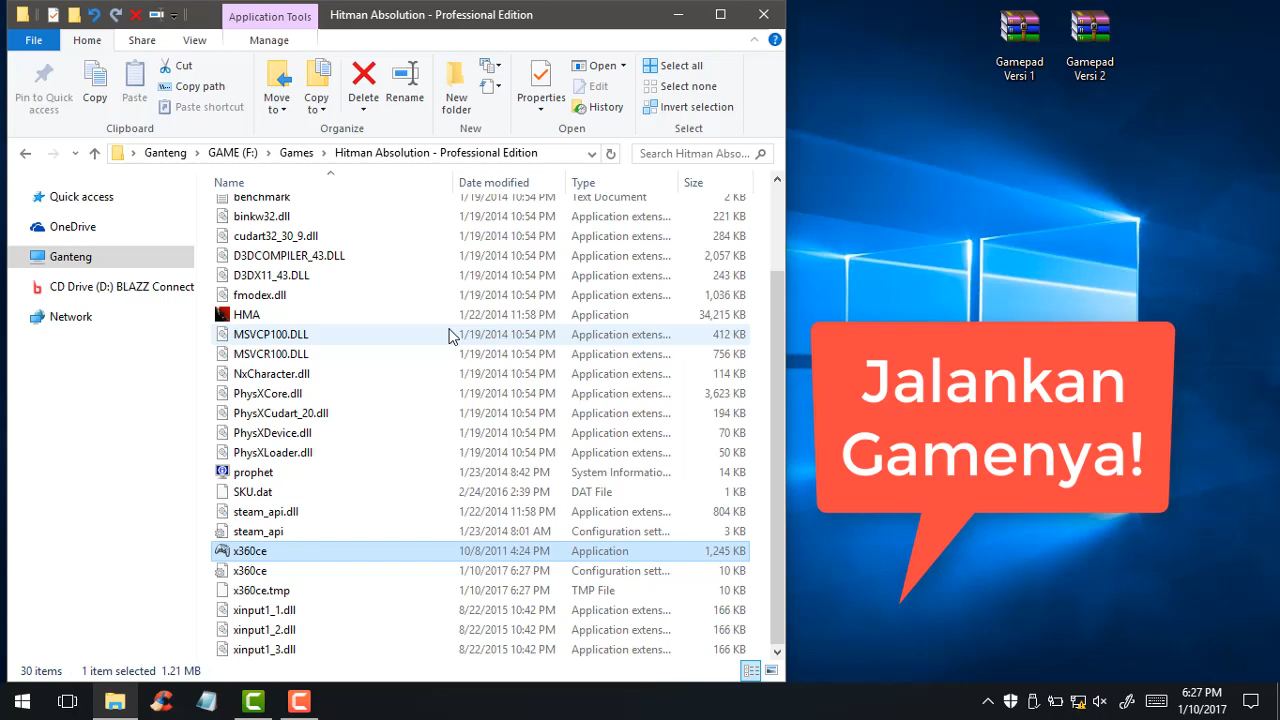 Application Tools
Hitman Absolution - Professional Edition
File
Home
Share
View
Manage
Pin to Quick
access
Copy
Paste
Cut
Copy path
Paste shortcut
Clipboard
Move
to
Copy
to
Delete
Rename
Organize
New
folder
New
Properties
Open
Edit
History
Open
Select all
Select none
Invert selection
Select
Ganteng > GAME (F:) > Games > Hitman Absolution - Professional Edition
Search Hitman Abso...
Quick access
OneDrive
Ganteng
CD Drive (D:) BLAZZ Connect
Network
Name Date modified Type Size
benchmark 1/19/2014 10:54 PM Text Document 2 KB
binkw32.dll 1/19/2014 10:54 PM Application extens... 221 KB
cudart32_30_9.dll 1/19/2014 10:54 PM Application extens... 284 KB
D3DCOMPILER_43.DLL 1/19/2014 10:54 PM Application extens... 2,057 KB
D3DX11_43.DLL 1/19/2014 10:54 PM Application extens... 243 KB
fmodex.dll 1/19/2014 10:54 PM Application extens... 1,036 KB
HMA 1/22/2014 11:58 PM Application 34,215 KB
MSVCP100.DLL 1/19/2014 10:54 PM Application extens... 412 KB
MSVCR100.DLL 1/19/2014 10:54 PM Application extens... 756 KB
NxCharacter.dll 1/19/2014 10:54 PM Application extens... 114 KB
PhysXCore.dll 1/19/2014 10:54 PM Application extens... 3,623 KB
PhysXCudart_20.dll 1/19/2014 10:54 PM Application extens... 194 KB
PhysXDevice.dll 1/19/2014 10:54 PM Application extens... 70 KB
PhysXLoader.dll 1/19/2014 10:54 PM Application extens... 50 KB
prophet 1/23/2014 8:42 PM System Informatio... 14 KB
SKU.dat 2/24/2016 2:39 PM DAT File 1 KB
steam_api.dll 1/22/2014 11:58 PM Application extens... 804 KB
steam_api 1/23/2014 8:01 AM Configuration sett... 3 KB
x360ce 10/8/2011 4:24 PM Application 1,245 KB
x360ce 1/10/2017 6:27 PM Configuration sett... 10 KB
x360ce.tmp 1/10/2017 6:27 PM TMP File 10 KB
xinput1_1.dll 8/22/2015 10:42 PM Application extens... 166 KB
xinput1_2.dll 8/22/2015 10:42 PM Application extens... 166 KB
xinput1_3.dll 8/22/2015 10:42 PM Application extens... 166 KB
30 items 1 item selected 1.21 MB
Gamepad
Versi 1
Gamepad
Versi 2
Jalankan
Gamenya!
6:27 PM
1/10/2017